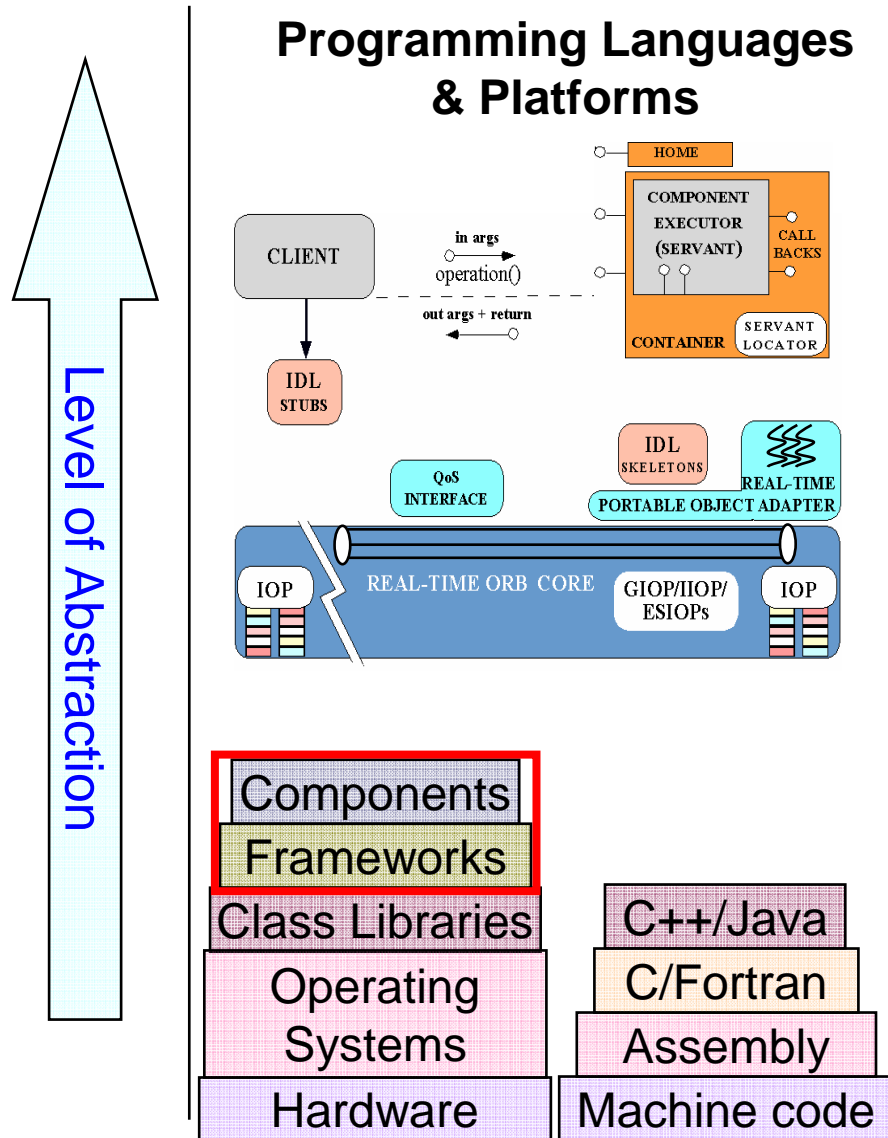 Programming Languages
& Platforms
Level of Abstraction
HOME
COMPONENT
EXECUTOR
(SERVANT)
CALL
BACKS
CONTAINER
SERVANT
LOCATOR
CLIENT
in args
operation()
out args + return
IDL
STUBS
QoS
INTERFACE
IDL
SKELETONS
REAL-TIME
PORTABLE OBJECT ADAPTER
IOP
REAL-TIME ORB CORE
GIOP/IIOP/
ESIOPs
IOP
Components
Frameworks
Class Libraries
Operating
Systems
Hardware
C++/Java
C/Fortran
Assembly
Machine code